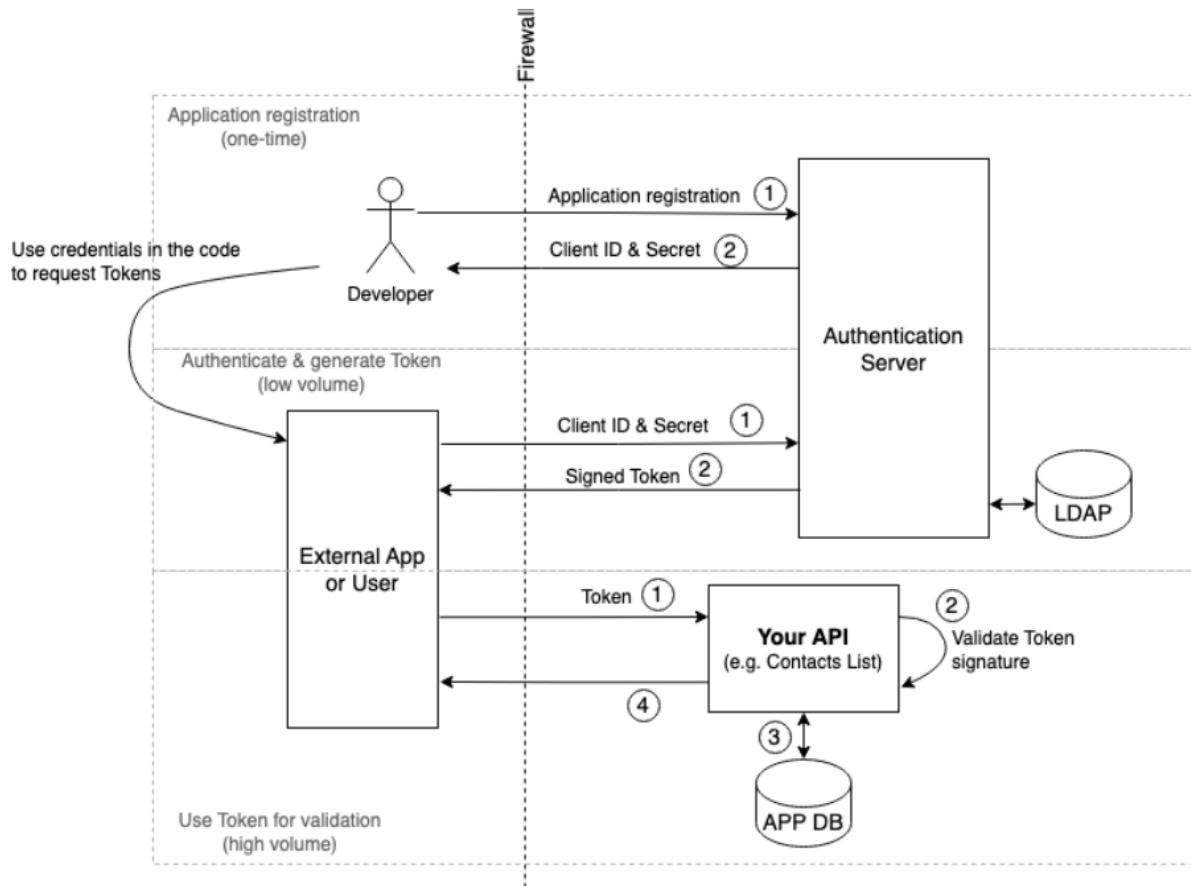 Firewall
Application registration
(one-time)
Application registration 1
Use credentials in the code
to request Tokens
Client ID & Secret 2
Developer
Authentication
Server
Authenticate & generate Token
(low volume)
Client ID & Secret 1
Signed Token 2
LDAP
External App
or User
Token 1
2
Your API
(e.g. Contacts List)
Validate Token
signature
4
3
APP DB
Use Token for validation
(high volume)